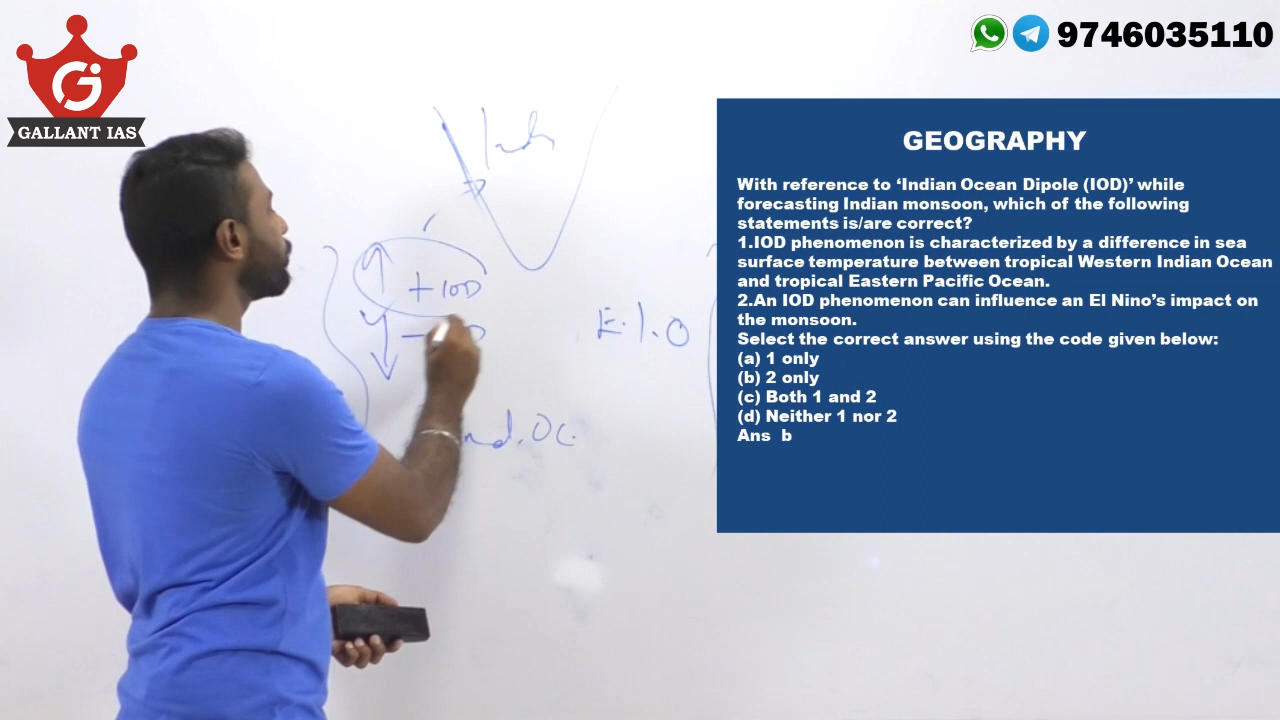 9746035110
GALLANT IAS
GEOGRAPHY
With reference to ‘Indian Ocean Dipole (IOD)’ while
forecasting Indian monsoon, which of the following
statements is/are correct?
1.IOD phenomenon is characterized by a difference in sea
surface temperature between tropical Western Indian Ocean
and tropical Eastern Pacific Ocean.
2.An IOD phenomenon can influence an El Nino’s impact on
the monsoon.
Select the correct answer using the code given below:
(a) 1 only
(b) 2 only
(c) Both 1 and 2
(d) Neither 1 nor 2
Ans b
+ IOD
E.I.O